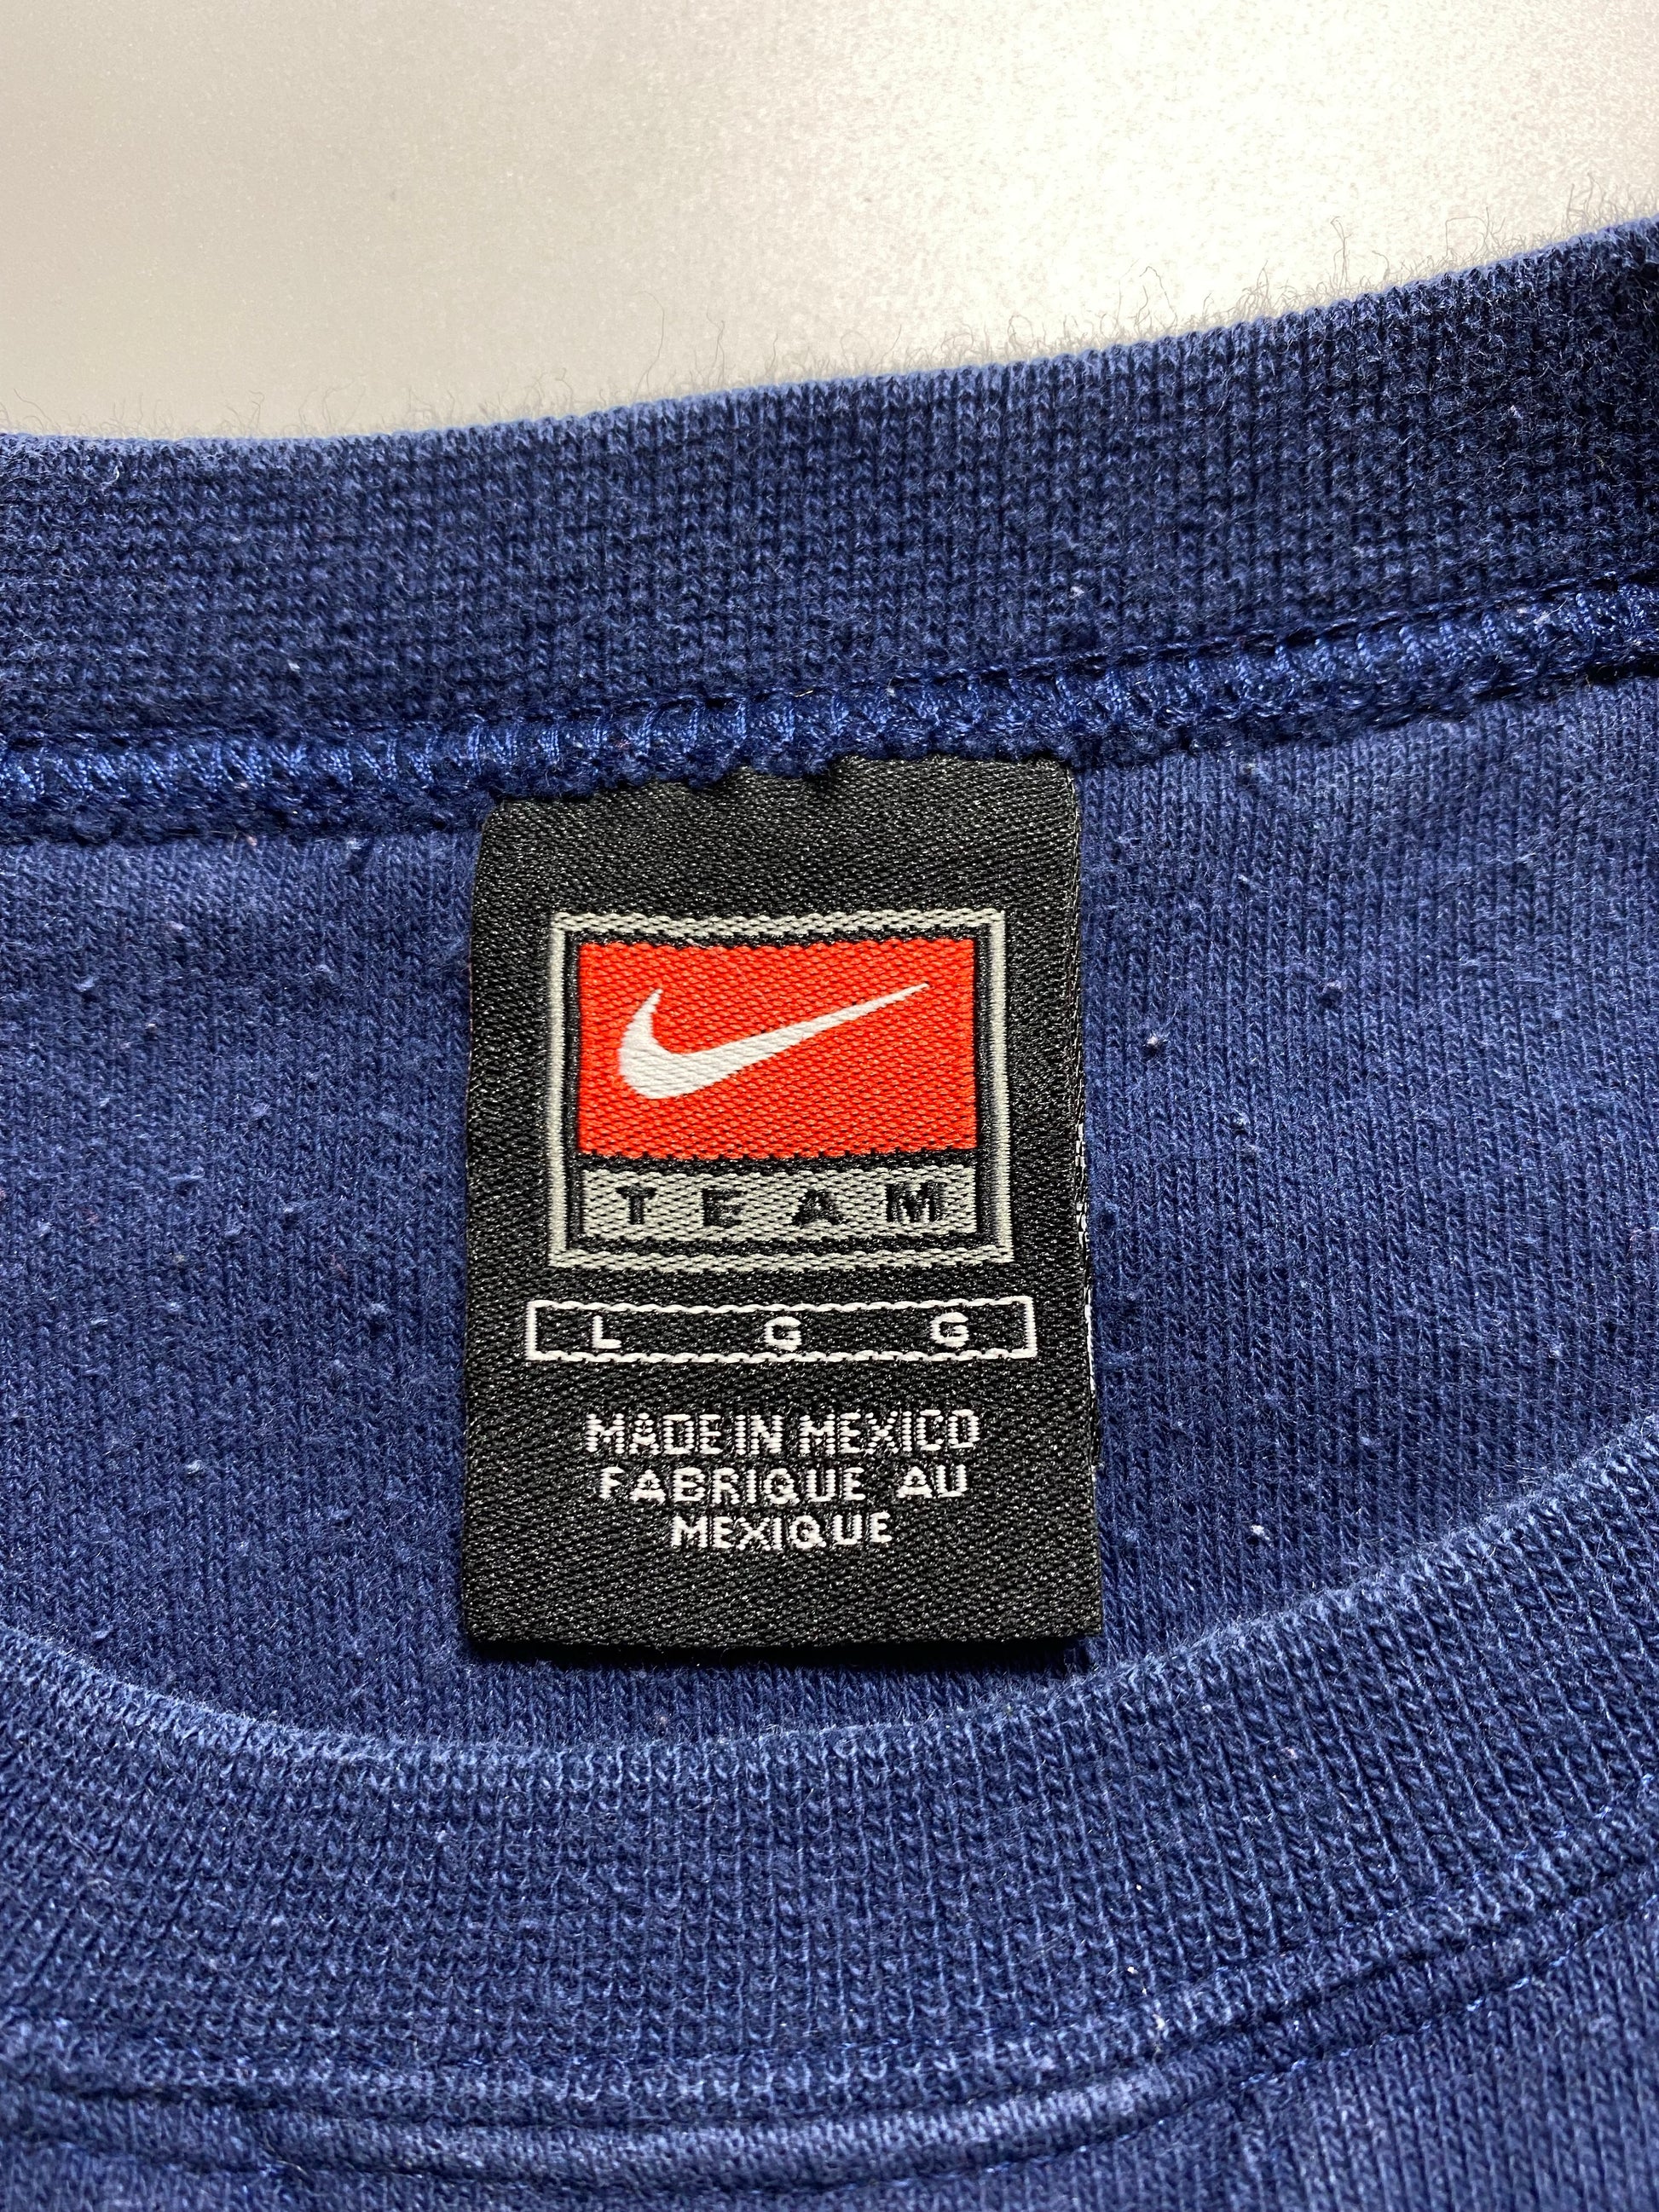 TEAM
L G G
MADE IN MEXICO
FABRIQUE AU
MEXIQUE